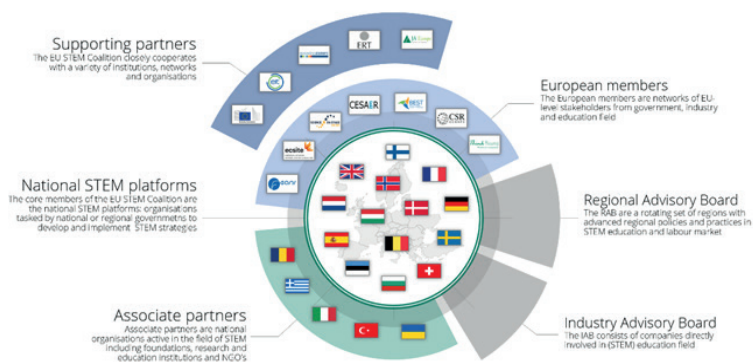 Supporting partners
The EU STEM Coalition closely cooperates
with a variety of institutions, networks
and organisations
ERT
CESAER
BEST
CSR
ecsite
European members
The European members are networks of EU-
level stakeholders from government, industry
and education field
National STEM platforms
The core members of the EU STEM Coalition are
the national STEM platforms: organisations
tasked by national or regional governmetns to
develop and implement STEM strategies
Regional Advisory Board
The RAB are a rotating set of regions with
advanced regional policies and practices in
STEM education and labour market
Associate partners
Associate partners are national
organisations active in the field of STEM
including foundations, research and
education institutions and NGO's
Industry Advisory Board
The IAB consists of companies directly
involved in (STEM) education field